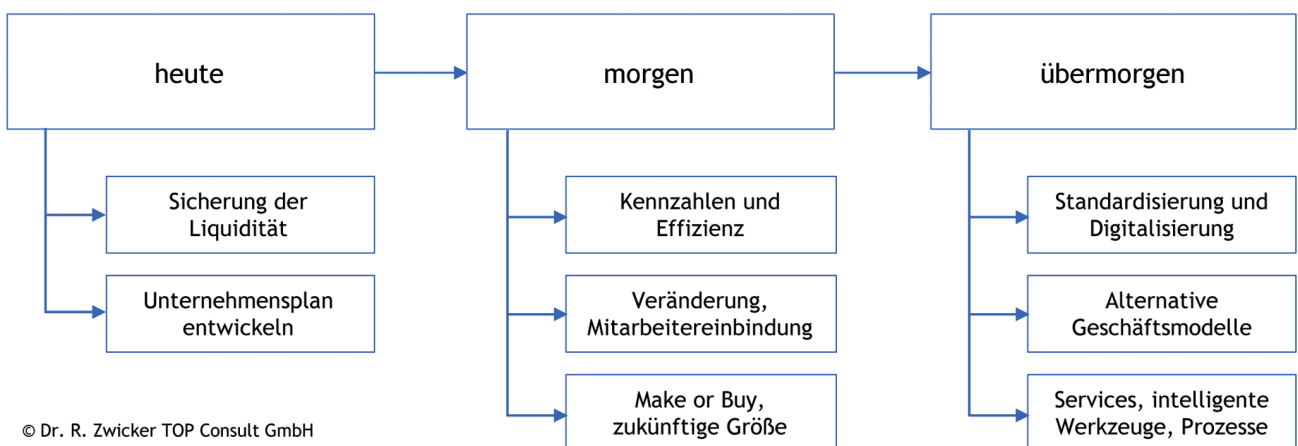 heute
morgen
übermorgen
Sicherung der
Liquidität
Unternehmensplan
entwickeln
Kennzahlen und
Effizienz
Veränderung,
Mitarbeitereinbindung
Make or Buy,
zukünftige Größe
Standardisierung und
Digitalisierung
Alternative
Geschäftsmodelle
Services, intelligente
Werkzeuge, Prozesse
© Dr. R. Zwicker TOP Consult GmbH